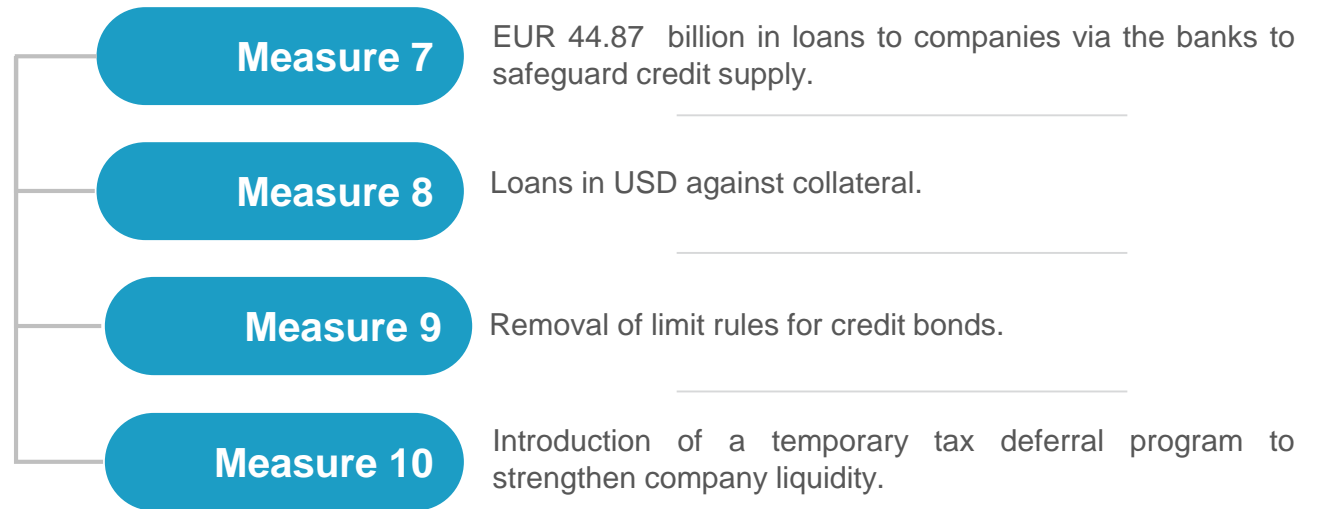 Measure 7
EUR 44.87 billion in loans to companies via the banks to
safeguard credit supply.
Measure 8
Loans in USD against collateral.
Measure 9
Removal of limit rules for credit bonds.
Measure 10
Introduction of a temporary tax deferral program to
strengthen company liquidity.